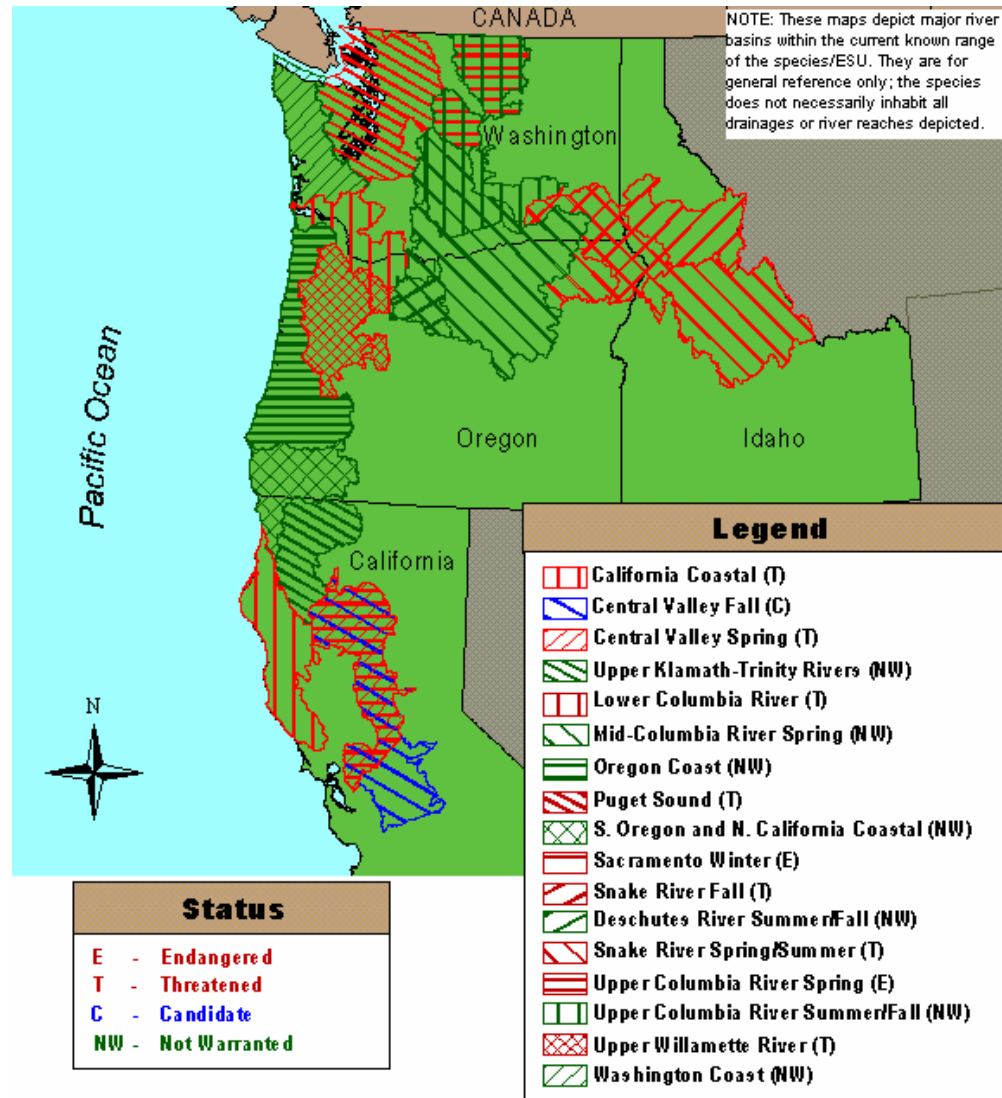 CANADA
NOTE: These maps depict major river
basins within the current known range
of the species/ESU. They are for
general reference only; the species
does not necessarily inhabit all
drainages or river reaches depicted.
Washington
Pacific Ocean
Oregon
Idaho
California
N
Legend
California Coastal (T)
Central Valley Fall (C)
Central Valley Spring (T)
Upper Klamath-Trinity Rivers (NW)
Lower Columbia River (T)
Mid-Columbia River Spring (NW)
Oregon Coast (NW)
Puget Sound (T)
S. Oregon and N. California Coastal (NW)
Sacramento Winter (E)
Snake River Fall (T)
Deschutes River Summer/Fall (NW)
Snake River Spring/Summer (T)
Upper Columbia River Spring (E)
Upper Columbia River Summer/Fall (NW)
Upper Willamette River (T)
Washington Coast (NW)
Status
E - Endangered
T - Threatened
C - Candidate
NW - Not Warranted